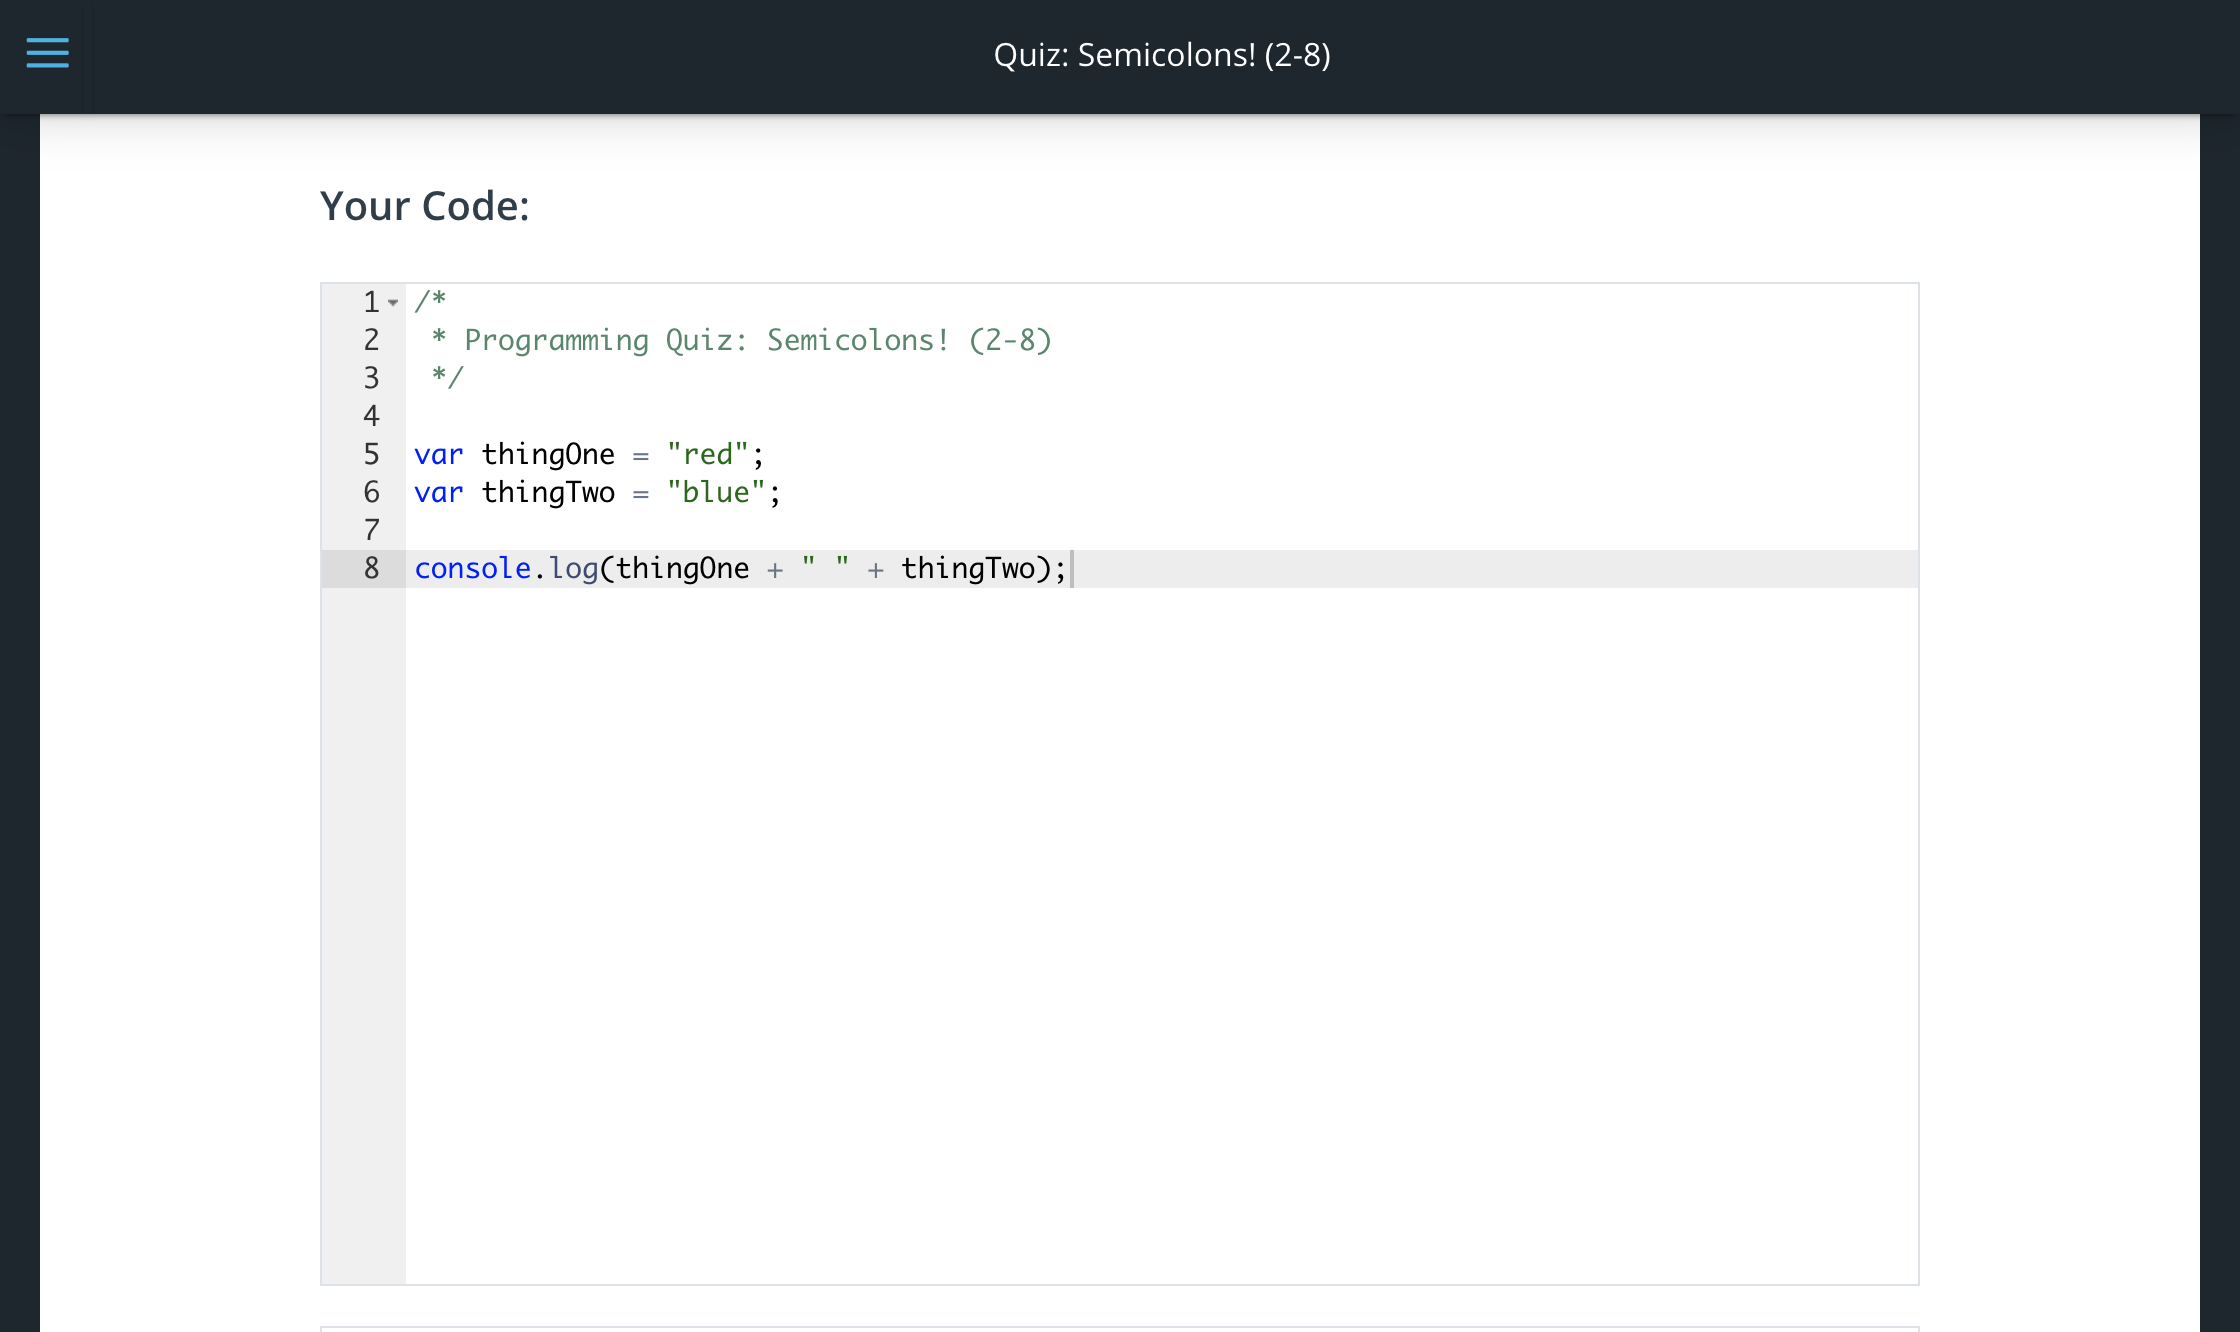 Quiz: Semicolons! (2-8)
Your Code:
1 /*
2  * Programming Quiz: Semicolons! (2-8)
3  */
4
5 var thingOne = "red";
6 var thingTwo = "blue";
7
8 console.log(thingOne + " " + thingTwo);